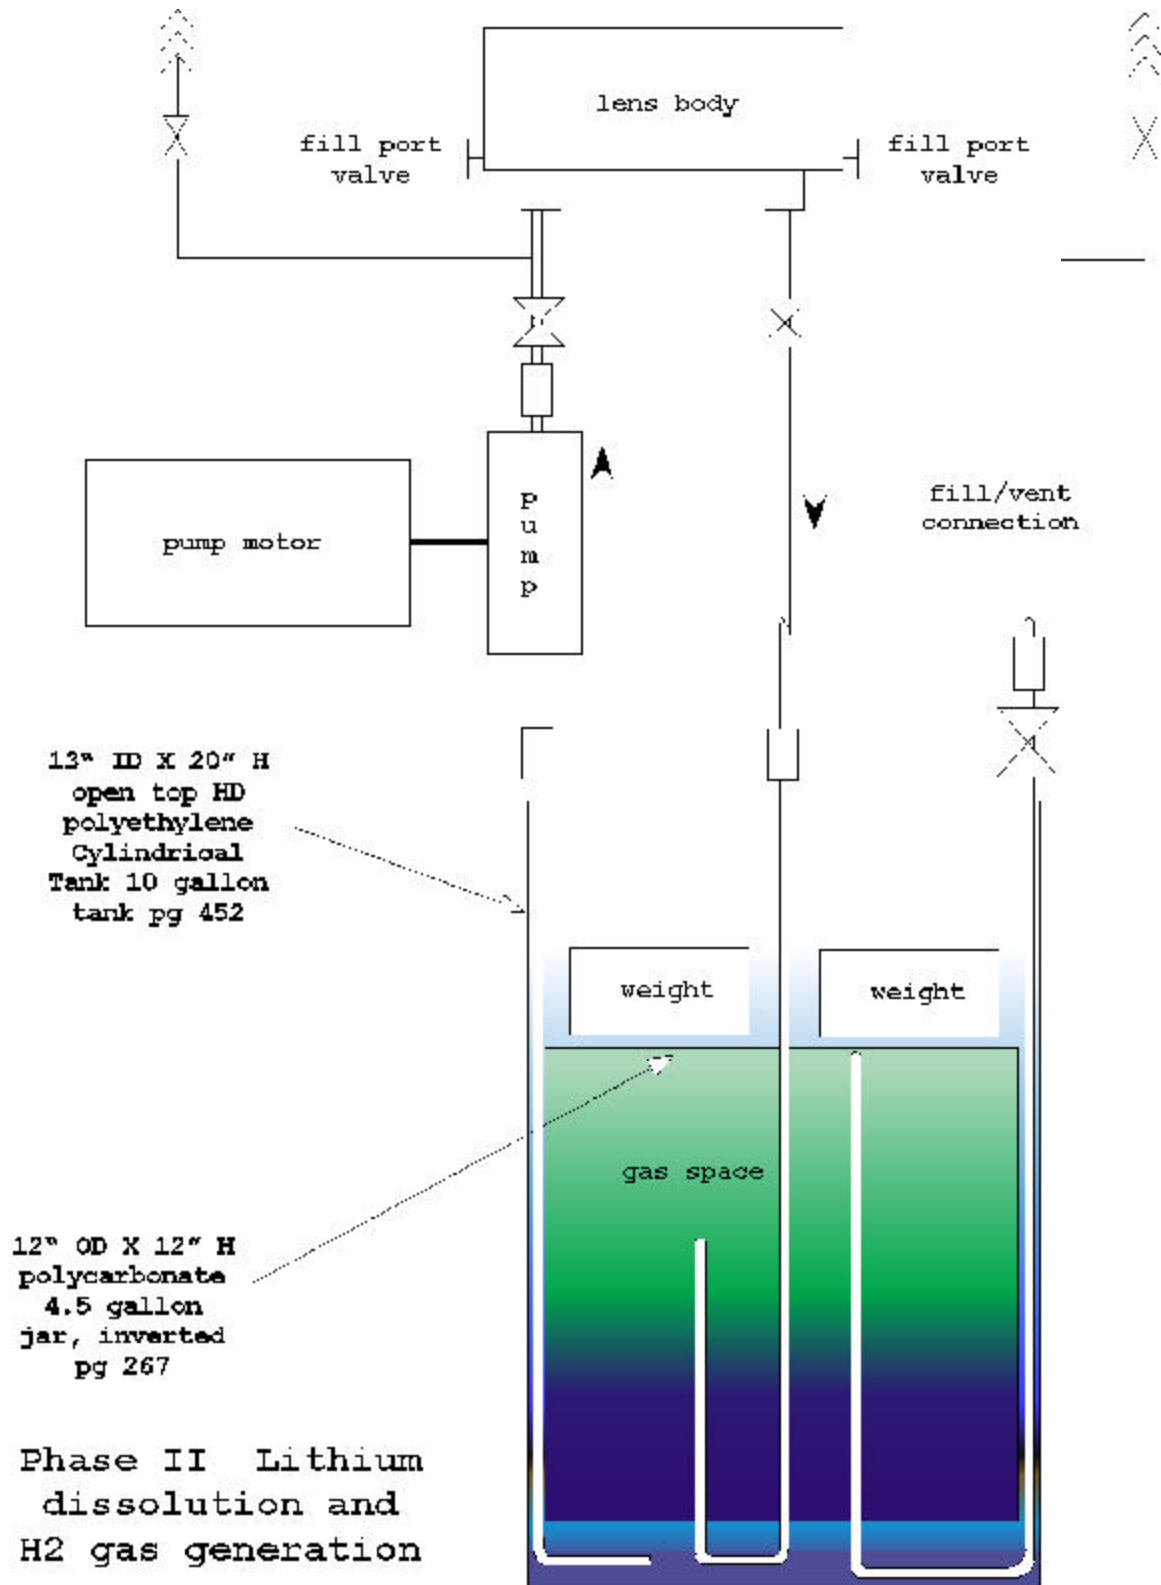 lens body
fill port
valve
fill port
valve
pump
pump motor
fill/vent
connection
13" ID X 20" H
open top HD
polyethylene
Cylindrical
Tank 10 gallon
tank pg 452
weight
weight
gas space
12" OD X 12" H
polycarbonate
4.5 gallon
jar, inverted
pg 267
Phase II Lithium
dissolution and
H2 gas generation